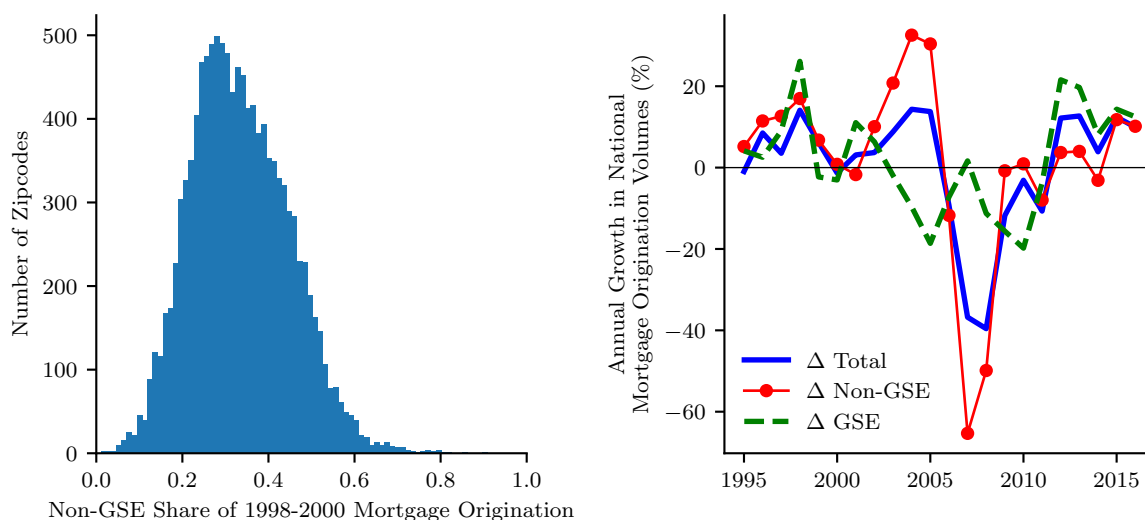 500
400
300
200
100
0
Number of Zipcodes
0.0 0.2 0.4 0.6 0.8 1.0
Non-GSE Share of 1998-2000 Mortgage Origination
Annual Growth in National
Mortgage Origination Volumes (%)
20
0
−20
−40
−60
Δ Total
Δ Non-GSE
Δ GSE
1995 2000 2005 2010 2015